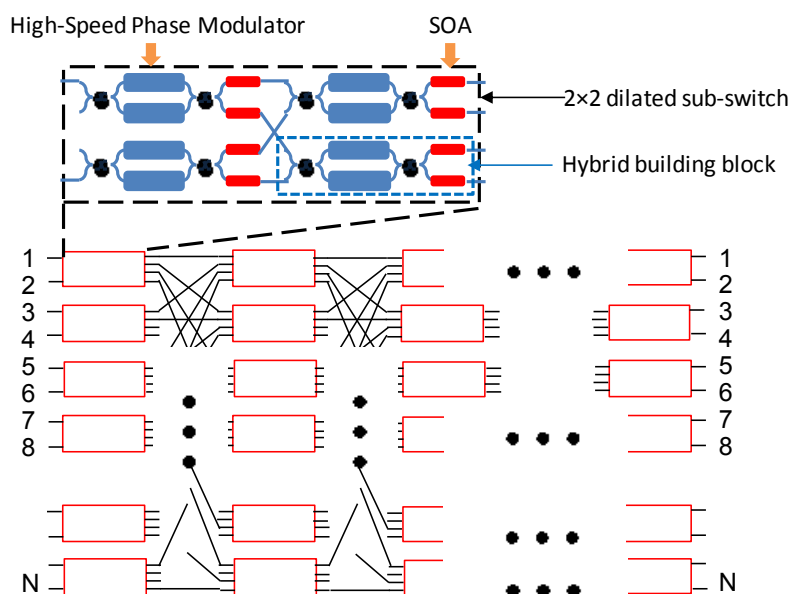 High-Speed Phase Modulator
SOA
2×2 dilated sub-switch
Hybrid building block
1
2
3
4
5
6
7
8
N
1
2
3
4
5
6
7
8
N